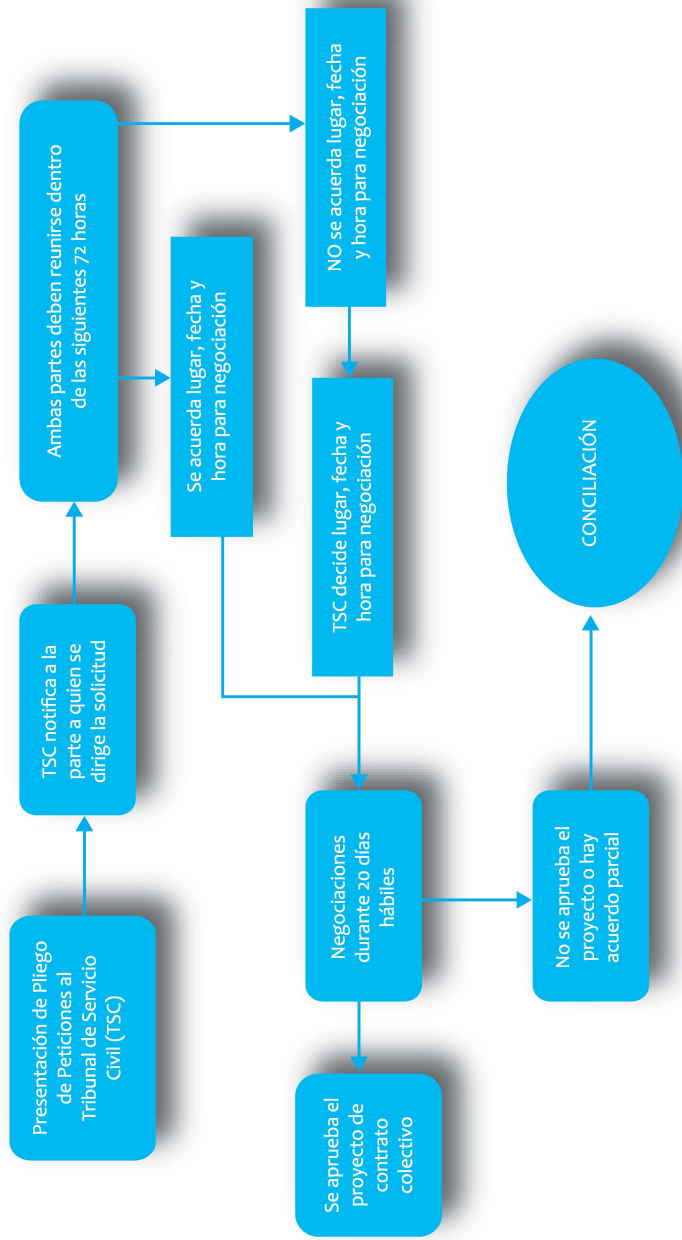 Presentación de Pliego
de Peticiones al
Tribunal de Servicio
Civil (TSC)
TSC notifica a la
parte a quien se
dirige la solicitud
Ambas partes deben reunirse dentro
de las siguientes 72 horas
Se acuerda lugar, fecha y
hora para negociación
NO se acuerda lugar, fecha
y hora para negociación
TSC decide lugar, fecha y
hora para negociación
Negociaciones
durante 20 días
hábiles
Se aprueba el
proyecto de
contrato
colectivo
No se aprueba el
proyecto o hay
acuerdo parcial
CONCILIACIÓN